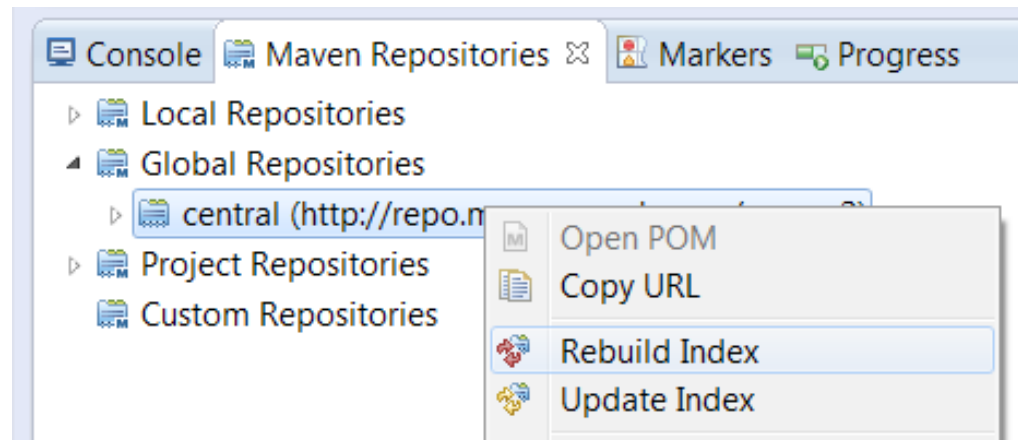 Console Maven Repositories Markers Progress
Local Repositories
Global Repositories
central (http://repo.m
Open POM
Project Repositories
Copy URL
Custom Repositories
Rebuild Index
Update Index